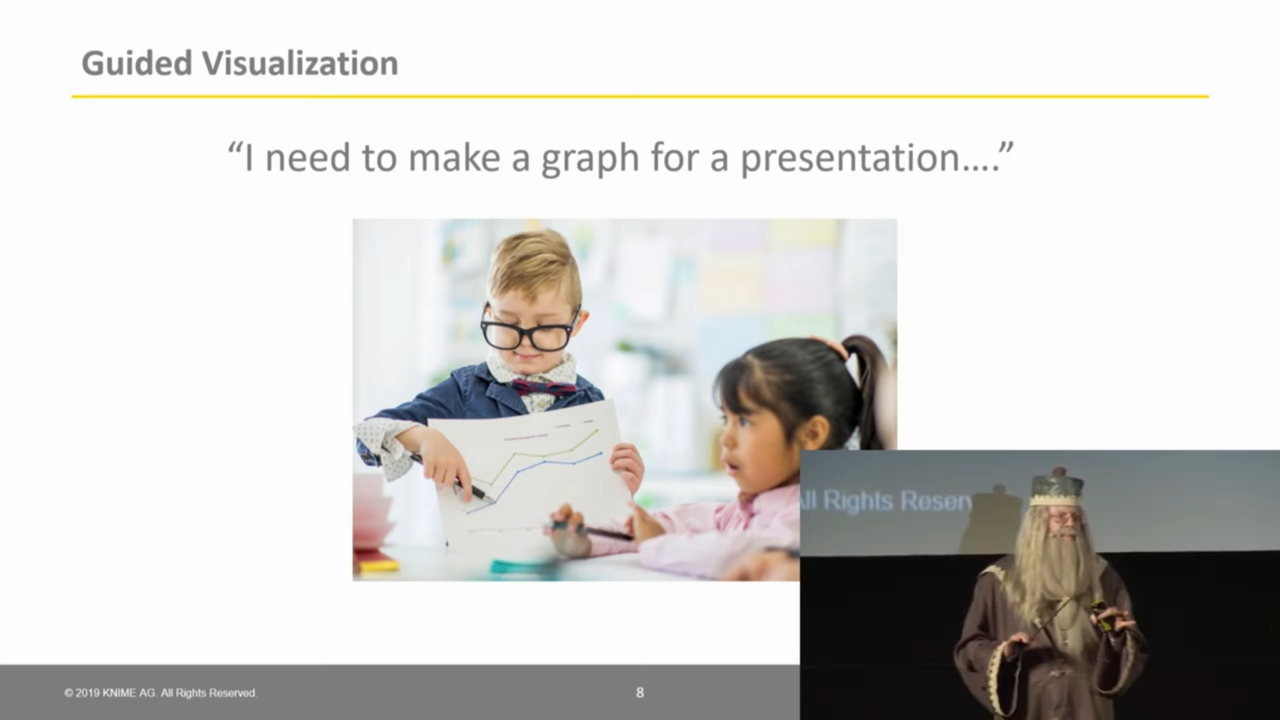 Guided Visualization
“I need to make a graph for a presentation….”
All Rights Reserv
© 2019 KNIME AG. All Rights Reserved.
8